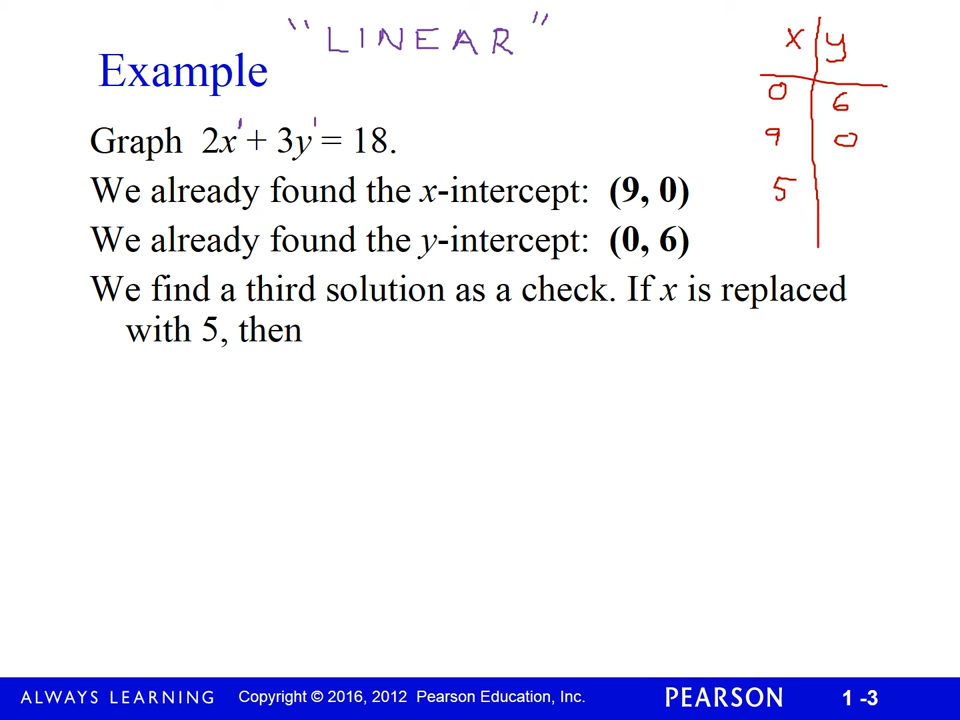 "LINEAR"
x y
Example
0 6
Graph 2x¹ + 3y¹ = 18.
9 0
We already found the x-intercept: (9, 0)
5
We already found the y-intercept: (0, 6)
We find a third solution as a check. If x is replaced
with 5, then
ALWAYS LEARNING Copyright © 2016, 2012 Pearson Education, Inc. PEARSON 1 -3